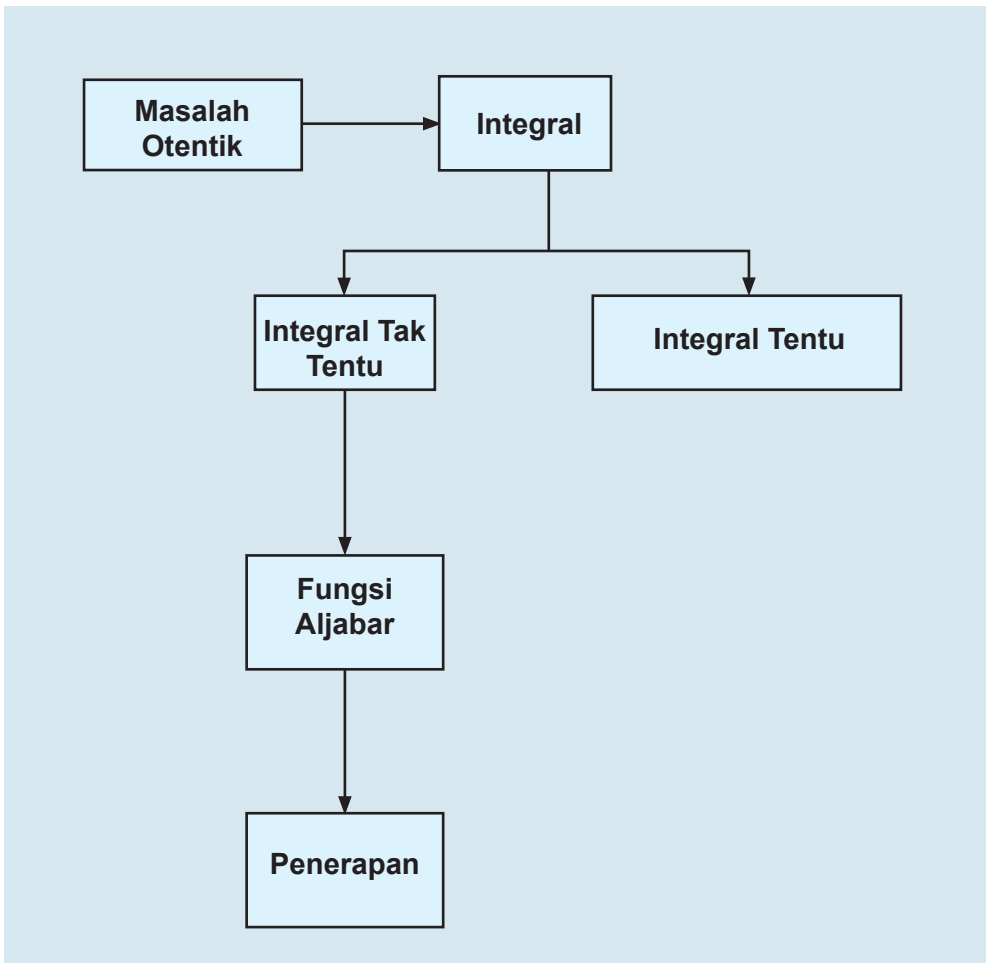 Masalah
Otentik
Integral
Integral Tak
Tentu
Integral Tentu
Fungsi
Aljabar
Penerapan